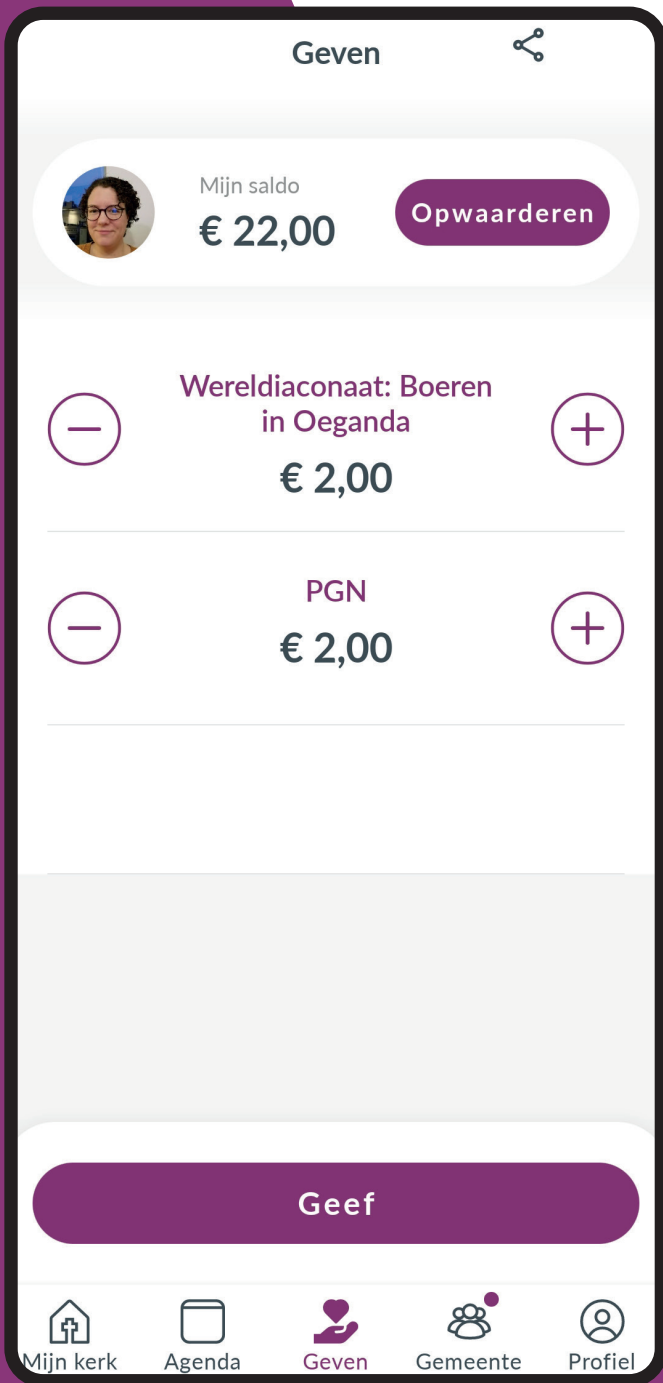 Geven
Mijn saldo
€ 22,00
Opwaarderen
Wereldiaconaat: Boeren
in Oeganda
€ 2,00
PGN
€ 2,00
Geef
Mijn kerk
Agenda
Geven
Gemeente
Profiel